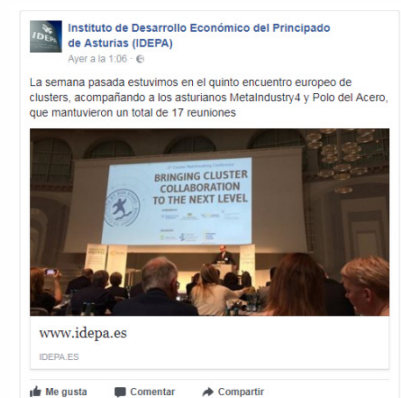 IDEPA
Instituto de Desarrollo Económico del Principado
de Asturias (IDEPA)
Ayer a la 1:06 ·
La semana pasada estuvimos en el quinto encuentro europeo de
clusters, acompañando a los asturianos MetaIndustry4 y Polo del Acero,
que mantuvieron un total de 17 reuniones
BRINGING CLUSTER
COLLABORATION
TO THE NEXT LEVEL
www.idepa.es
IDEPA.ES
Me gusta
Comentar
Compartir